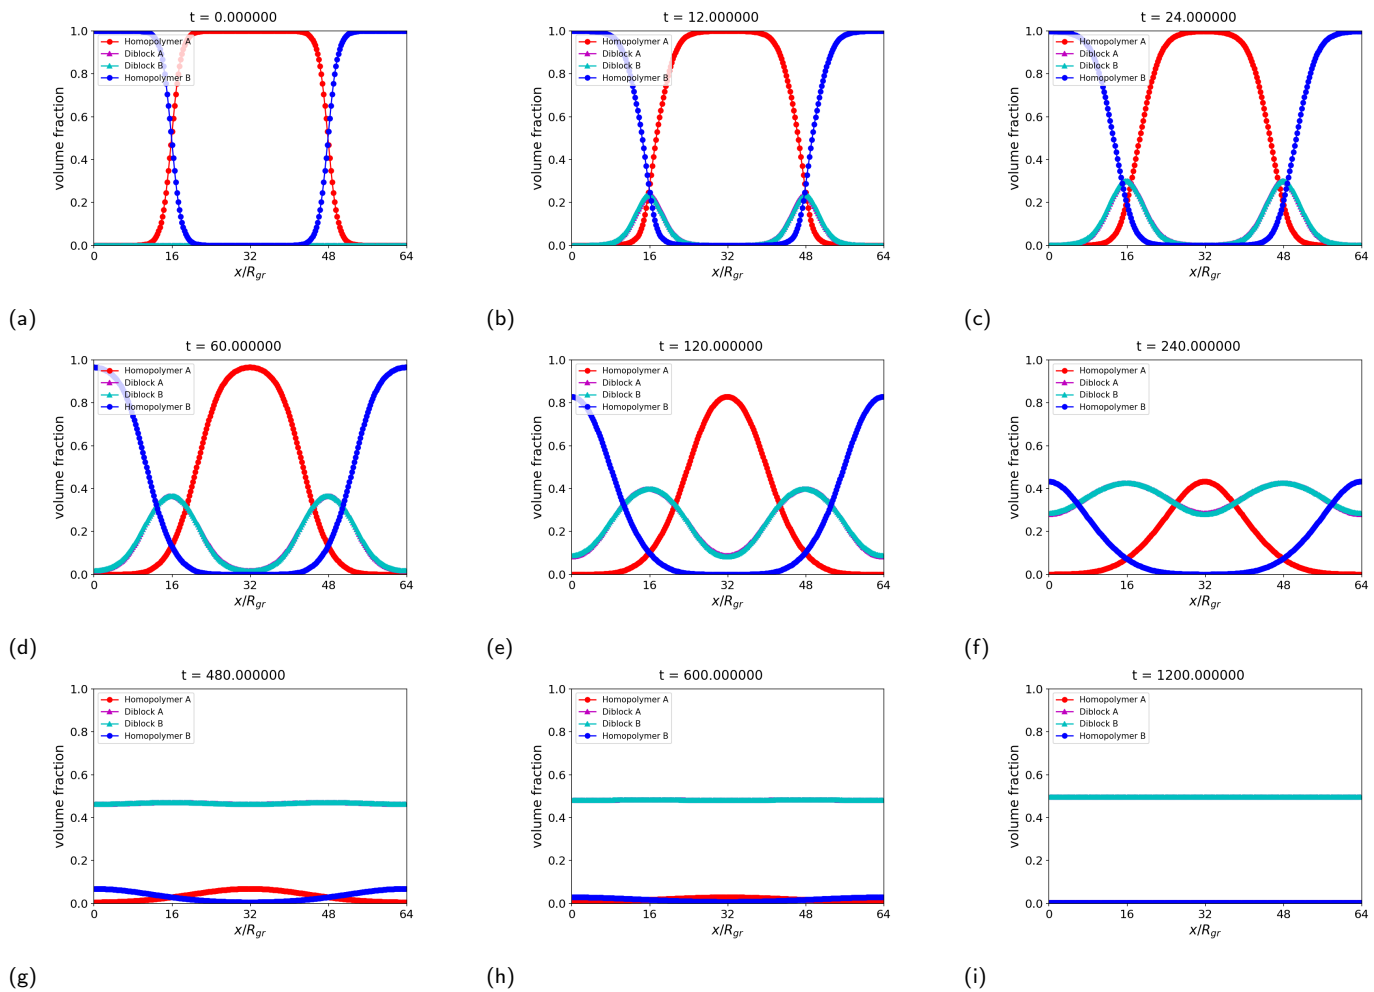 t = 0.000000
1.0
0.8
0.6
0.4
0.2
0.0
volume fraction
Homopolymer A
Diblock A
Diblock B
Homopolymer B
0 16 32 48 64
x/R_gr
(a)
t = 12.000000
1.0
0.8
0.6
0.4
0.2
0.0
volume fraction
Homopolymer A
Diblock A
Diblock B
Homopolymer B
0 16 32 48 64
x/R_gr
(b)
t = 24.000000
1.0
0.8
0.6
0.4
0.2
0.0
volume fraction
Homopolymer A
Diblock A
Diblock B
Homopolymer B
0 16 32 48 64
x/R_gr
(c)
t = 60.000000
1.0
0.8
0.6
0.4
0.2
0.0
volume fraction
Homopolymer A
Diblock A
Diblock B
Homopolymer B
0 16 32 48 64
x/R_gr
(d)
t = 120.000000
1.0
0.8
0.6
0.4
0.2
0.0
volume fraction
Homopolymer A
Diblock A
Diblock B
Homopolymer B
0 16 32 48 64
x/R_gr
(e)
t = 240.000000
1.0
0.8
0.6
0.4
0.2
0.0
volume fraction
Homopolymer A
Diblock A
Diblock B
Homopolymer B
0 16 32 48 64
x/R_gr
(f)
t = 480.000000
1.0
0.8
0.6
0.4
0.2
0.0
volume fraction
Homopolymer A
Diblock A
Diblock B
Homopolymer B
0 16 32 48 64
x/R_gr
(g)
t = 600.000000
1.0
0.8
0.6
0.4
0.2
0.0
volume fraction
Homopolymer A
Diblock A
Diblock B
Homopolymer B
0 16 32 48 64
x/R_gr
(h)
t = 1200.000000
1.0
0.8
0.6
0.4
0.2
0.0
volume fraction
Homopolymer A
Diblock A
Diblock B
Homopolymer B
0 16 32 48 64
x/R_gr
(i)